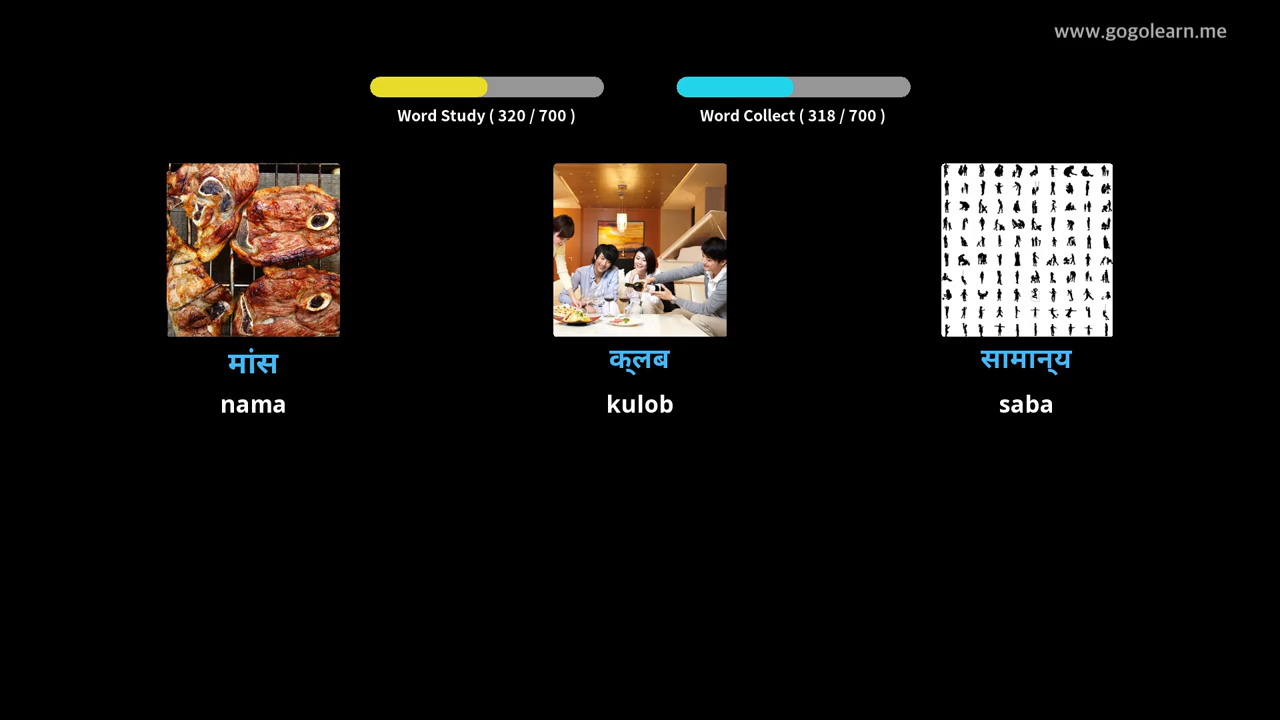 www.gogolearn.me
Word Study ( 320 / 700 )
Word Collect ( 318 / 700 )
मांस
क्लब
सामान्य
nama
kulob
saba